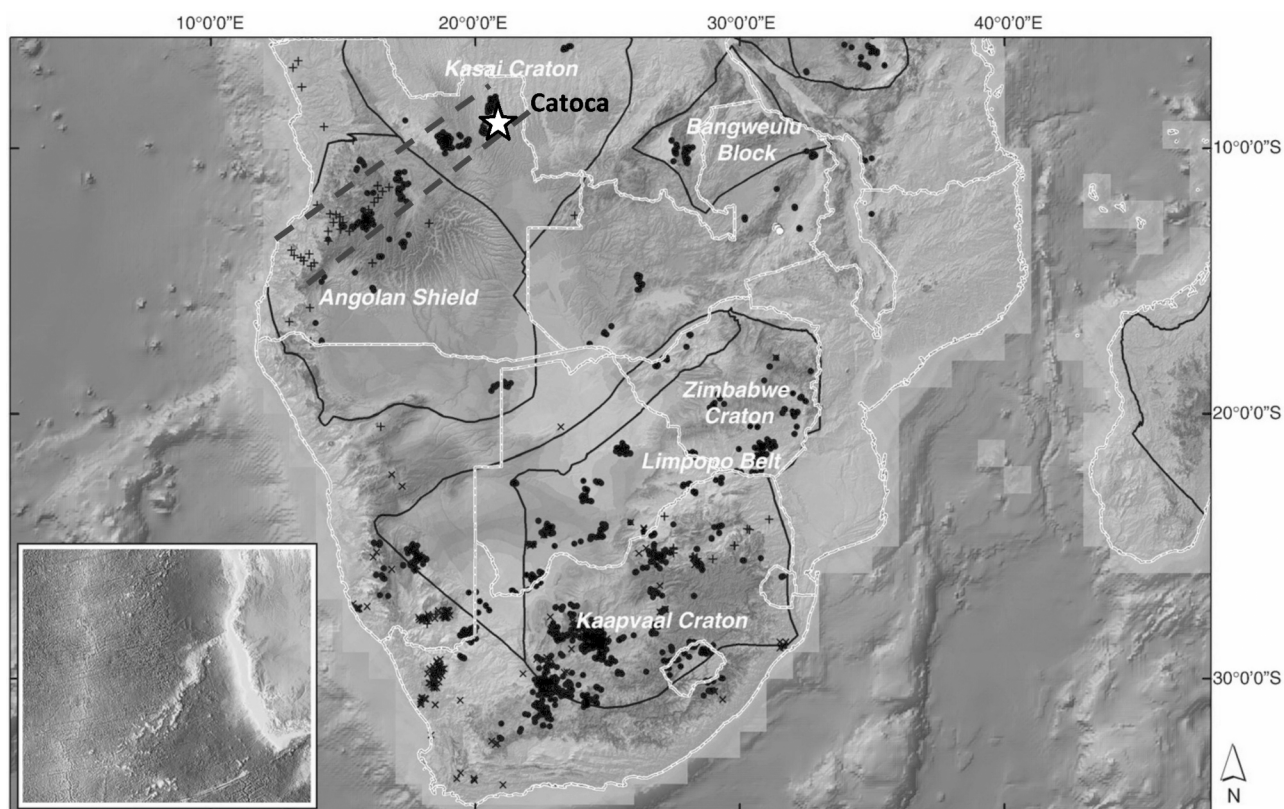 10°0'0"E
20°0'0"E
30°0'0"E
40°0'0"E
Kasai Craton
Catoca
Bangweulu
Block
10°0'0"S
Angolan Shield
Zimbabwe
Craton
20°0'0"S
Limpopo Belt
Kaapvaal Craton
30°0'0"S
N